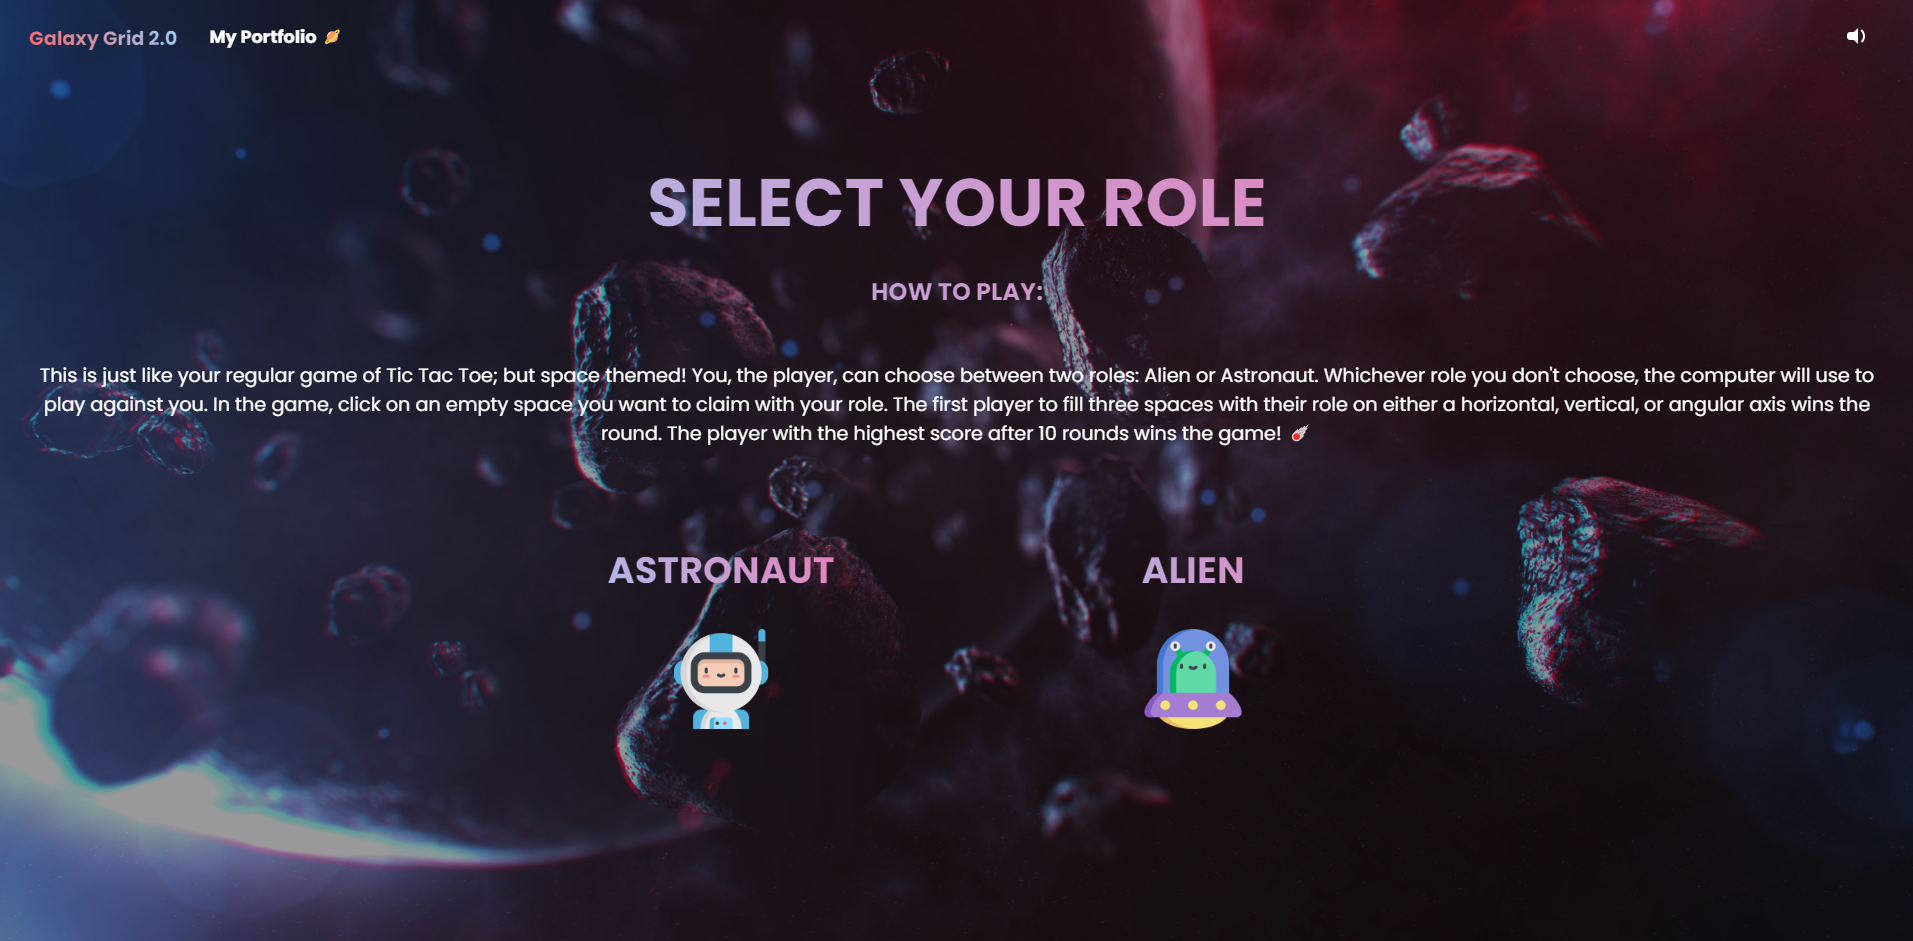 Galaxy Grid 2.0
My Portfolio 🪐
SELECT YOUR ROLE
HOW TO PLAY:
This is just like your regular game of Tic Tac Toe; but space themed! You, the player, can choose between two roles: Alien or Astronaut. Whichever role you don't choose, the computer will use to
play against you. In the game, click on an empty space you want to claim with your role. The first player to fill three spaces with their role on either a horizontal, vertical, or angular axis wins the
round. The player with the highest score after 10 rounds wins the game! ☄️
ASTRONAUT
ALIEN